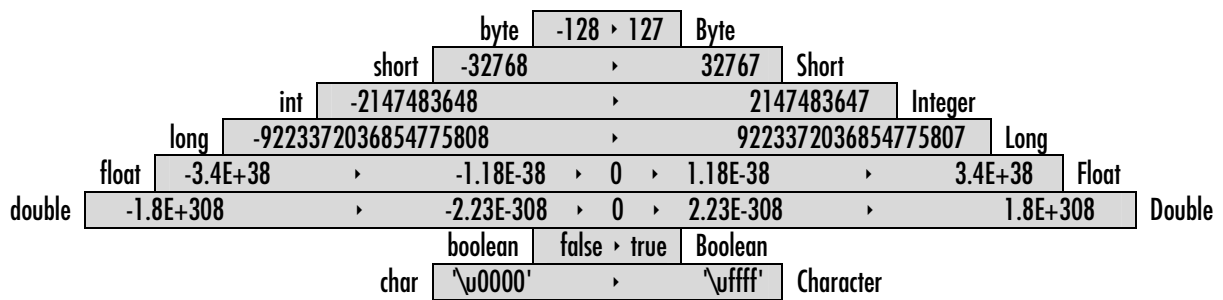 byte -128 ‣ 127 Byte
short -32768 ‣ 32767 Short
int -2147483648 ‣ 2147483647 Integer
long -9223372036854775808 ‣ 9223372036854775807 Long
float -3.4E+38 ‣ -1.18E-38 ‣ 0 ‣ 1.18E-38 ‣ 3.4E+38 Float
double -1.8E+308 ‣ -2.23E-308 ‣ 0 ‣ 2.23E-308 ‣ 1.8E+308 Double
boolean false ‣ true Boolean
char '\u0000' ‣ '\uffff' Character